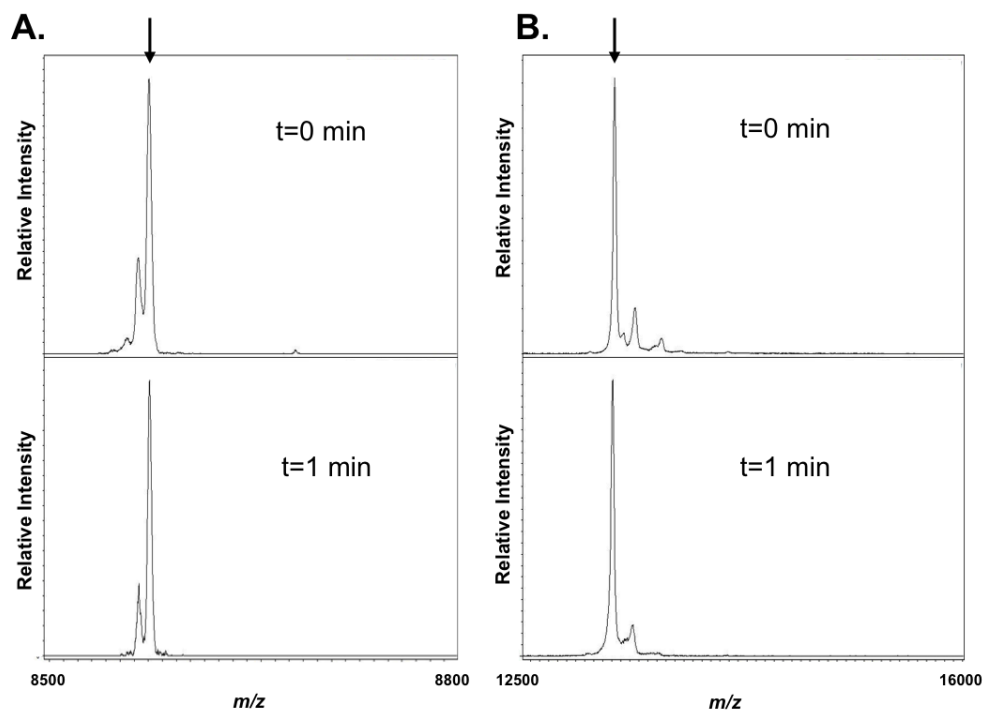 A.
Relative Intensity
t=0 min
Relative Intensity
t=1 min
8500
8800
m/z
B.
Relative Intensity
t=0 min
Relative Intensity
t=1 min
12500
16000
m/z